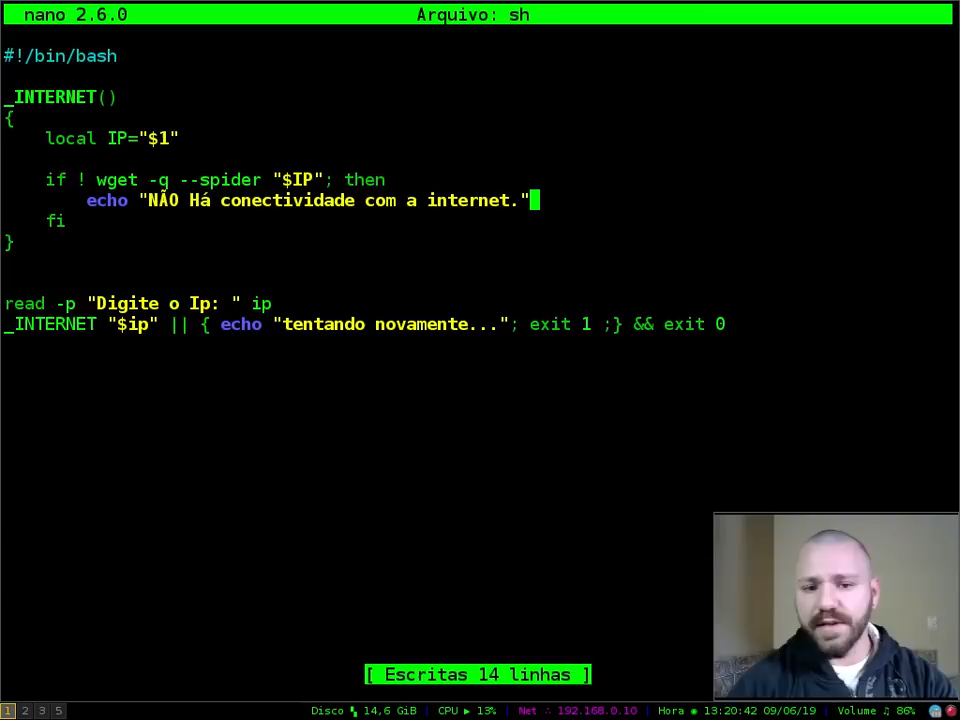 nano 2.6.0 Arquivo: sh
#!/bin/bash
_INTERNET()
{
local IP="$1"
if ! wget -q --spider "$IP"; then
echo "NÃO Há conectividade com a internet."
fi
}
read -p "Digite o Ip: " ip
_INTERNET "$ip" || { echo "tentando novamente..."; exit 1 ;} && exit 0
[ Escritas 14 linhas ]
1 2 3 5 Disco 14,6 GiB | CPU ▶ 13% | Net 192.168.0.10 | Hora ◉ 13:20:42 09/06/19 | Volume ♫ 86%